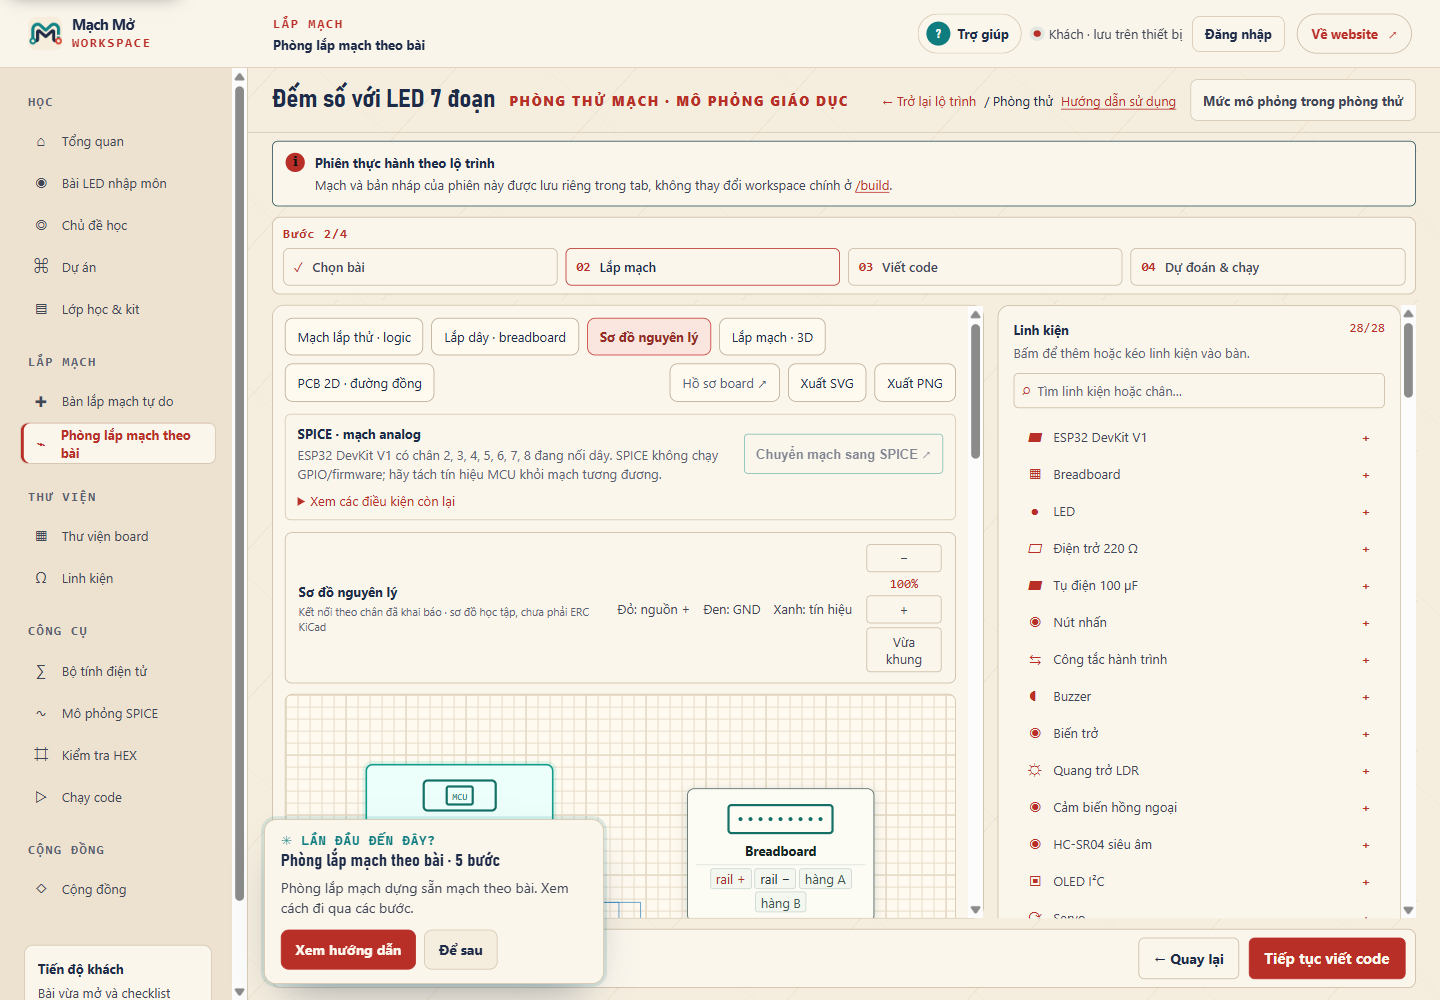 Mạch Mở
WORKSPACE
LẮP MẠCH
Phòng lắp mạch theo bài
? Trợ giúp
Khách · lưu trên thiết bị
Đăng nhập
Về website ↗
HỌC
Tổng quan
Bài LED nhập môn
Chủ đề học
Dự án
Lớp học & kit
LẮP MẠCH
Bàn lắp mạch tự do
Phòng lắp mạch theo
bài
THƯ VIỆN
Thư viện board
Linh kiện
CÔNG CỤ
Bộ tính điện tử
Mô phỏng SPICE
Kiểm tra HEX
Chạy code
CỘNG ĐỒNG
Cộng đồng
Tiến độ khách
Bài vừa mở và checklist
Đếm số với LED 7 đoạn
PHÒNG THỬ MẠCH · MÔ PHỎNG GIÁO DỤC
← Trở lại lộ trình / Phòng thử Hướng dẫn sử dụng
Mức mô phỏng trong phòng thử
Phiên thực hành theo lộ trình
Mạch và bản nháp của phiên này được lưu riêng trong tab, không thay đổi workspace chính ở /build.
Bước 2/4
✓ Chọn bài
02 Lắp mạch
03 Viết code
04 Dự đoán & chạy
Mạch lắp thử · logic
Lắp dây · breadboard
Sơ đồ nguyên lý
Lắp mạch · 3D
PCB 2D · đường đồng
Hồ sơ board ↗
Xuất SVG
Xuất PNG
SPICE · mạch analog
ESP32 DevKit V1 có chân 2, 3, 4, 5, 6, 7, 8 đang nối dây. SPICE không chạy
GPIO/firmware; hãy tách tín hiệu MCU khỏi mạch tương đương.
▶ Xem các điều kiện còn lại
Chuyển mạch sang SPICE ↗
Sơ đồ nguyên lý
Kết nối theo chân đã khai báo · sơ đồ học tập, chưa phải ERC
KiCad
Đỏ: nguồn + Đen: GND Xanh: tín hiệu
−
100%
+
Vừa
khung
MCU
Breadboard
rail + rail − hàng A
hàng B
LẦN ĐẦU ĐẾN ĐÂY?
Phòng lắp mạch theo bài · 5 bước
Phòng lắp mạch dựng sẵn mạch theo bài. Xem
cách đi qua các bước.
Xem hướng dẫn
Để sau
Linh kiện
28/28
Bấm để thêm hoặc kéo linh kiện vào bàn.
Tìm linh kiện hoặc chân...
ESP32 DevKit V1 +
Breadboard +
LED +
Điện trở 220 Ω +
Tụ điện 100 µF +
Nút nhấn +
Công tắc hành trình +
Buzzer +
Biến trở +
Quang trở LDR +
Cảm biến hồng ngoại +
HC-SR04 siêu âm +
OLED I²C +
Servo +
← Quay lại
Tiếp tục viết code